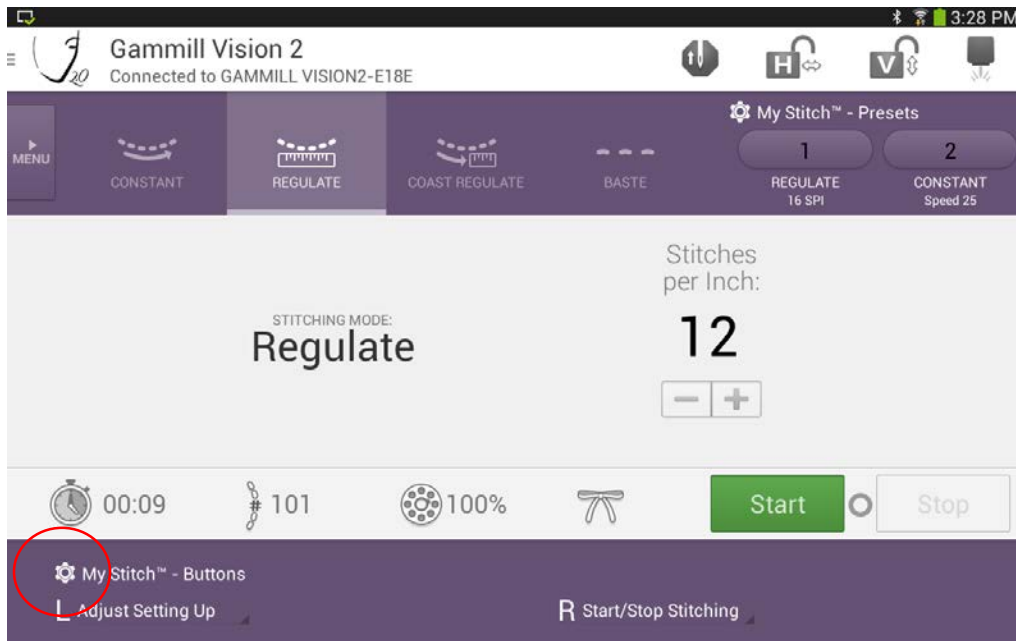 3:28 PM
Gammill Vision 2
20
Connected to GAMMILL VISION2-E18E
H
V
My Stitch™ - Presets
MENU
1
2
CONSTANT
REGULATE
COAST REGULATE
BASTE
REGULATE
CONSTANT
16 SPI
Speed 25
Stitches
per Inch:
STITCHING MODE:
Regulate
12
− +
00:09
# 101
100%
Start
Stop
My Stitch™ - Buttons
L Adjust Setting Up
R Start/Stop Stitching